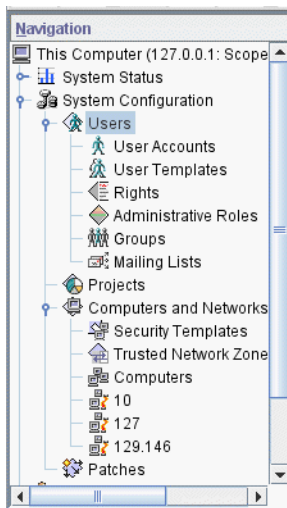 Navigation
This Computer (127.0.0.1: Scope
System Status
System Configuration
Users
User Accounts
User Templates
Rights
Administrative Roles
Groups
Mailing Lists
Projects
Computers and Networks
Security Templates
Trusted Network Zone
Computers
10
127
129.146
Patches